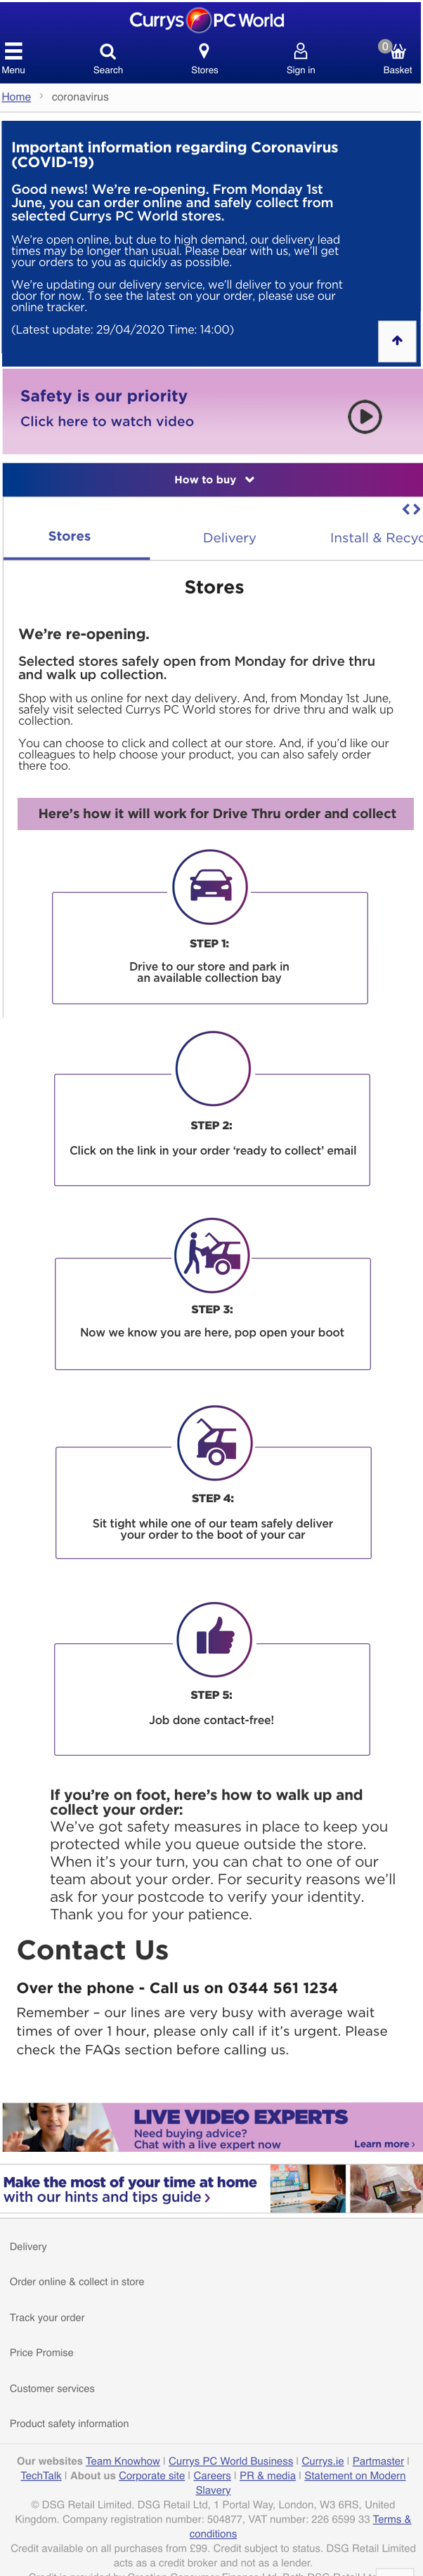 Currys PC World
0
Menu
Search
Stores
Sign in
Basket
Home > coronavirus
Important information regarding Coronavirus
(COVID-19)
Good news! We're re-opening. From Monday 1st
June, you can order online and safely collect from
selected Currys PC World stores.
We're open online, but due to high demand, our delivery lead
times may be longer than usual. Please bear with us, we'll get
your orders to you as quickly as possible.
We're updating our delivery service, we'll deliver to your front
door for now. To see the latest on your order, please use our
online tracker.
(Latest update: 29/04/2020 Time: 14:00)
Safety is our priority
Click here to watch video
How to buy
Stores
Delivery
Install & Recyc
Stores
We're re-opening.
Selected stores safely open from Monday for drive thru
and walk up collection.
Shop with us online for next day delivery. And, from Monday 1st June,
safely visit selected Currys PC World stores for drive thru and walk up
collection.
You can choose to click and collect at our store. And, if you'd like our
colleagues to help choose your product, you can also safely order
there too.
Here's how it will work for Drive Thru order and collect
STEP 1:
Drive to our store and park in
an available collection bay
STEP 2:
Click on the link in your order 'ready to collect' email
STEP 3:
Now we know you are here, pop open your boot
STEP 4:
Sit tight while one of our team safely deliver
your order to the boot of your car
STEP 5:
Job done contact-free!
If you're on foot, here's how to walk up and
collect your order:
We've got safety measures in place to keep you
protected while you queue outside the store.
When it's your turn, you can chat to one of our
team about your order. For security reasons we'll
ask for your postcode to verify your identity.
Thank you for your patience.
Contact Us
Over the phone - Call us on 0344 561 1234
Remember – our lines are very busy with average wait
times of over 1 hour, please only call if it's urgent. Please
check the FAQs section before calling us.
LIVE VIDEO EXPERTS
Need buying advice?
Chat with a live expert now
Learn more ›
Make the most of your time at home
with our hints and tips guide ›
Delivery
Order online & collect in store
Track your order
Price Promise
Customer services
Product safety information
Our websites Team Knowhow | Currys PC World Business | Currys.ie | Partmaster |
TechTalk | About us Corporate site | Careers | PR & media | Statement on Modern
Slavery
© DSG Retail Limited. DSG Retail Ltd, 1 Portal Way, London, W3 6RS, United
Kingdom. Company registration number: 504877, VAT number: 226 6599 33 Terms &
conditions
Credit available on all purchases from £99. Credit subject to status. DSG Retail Limited
acts as a credit broker and not as a lender.